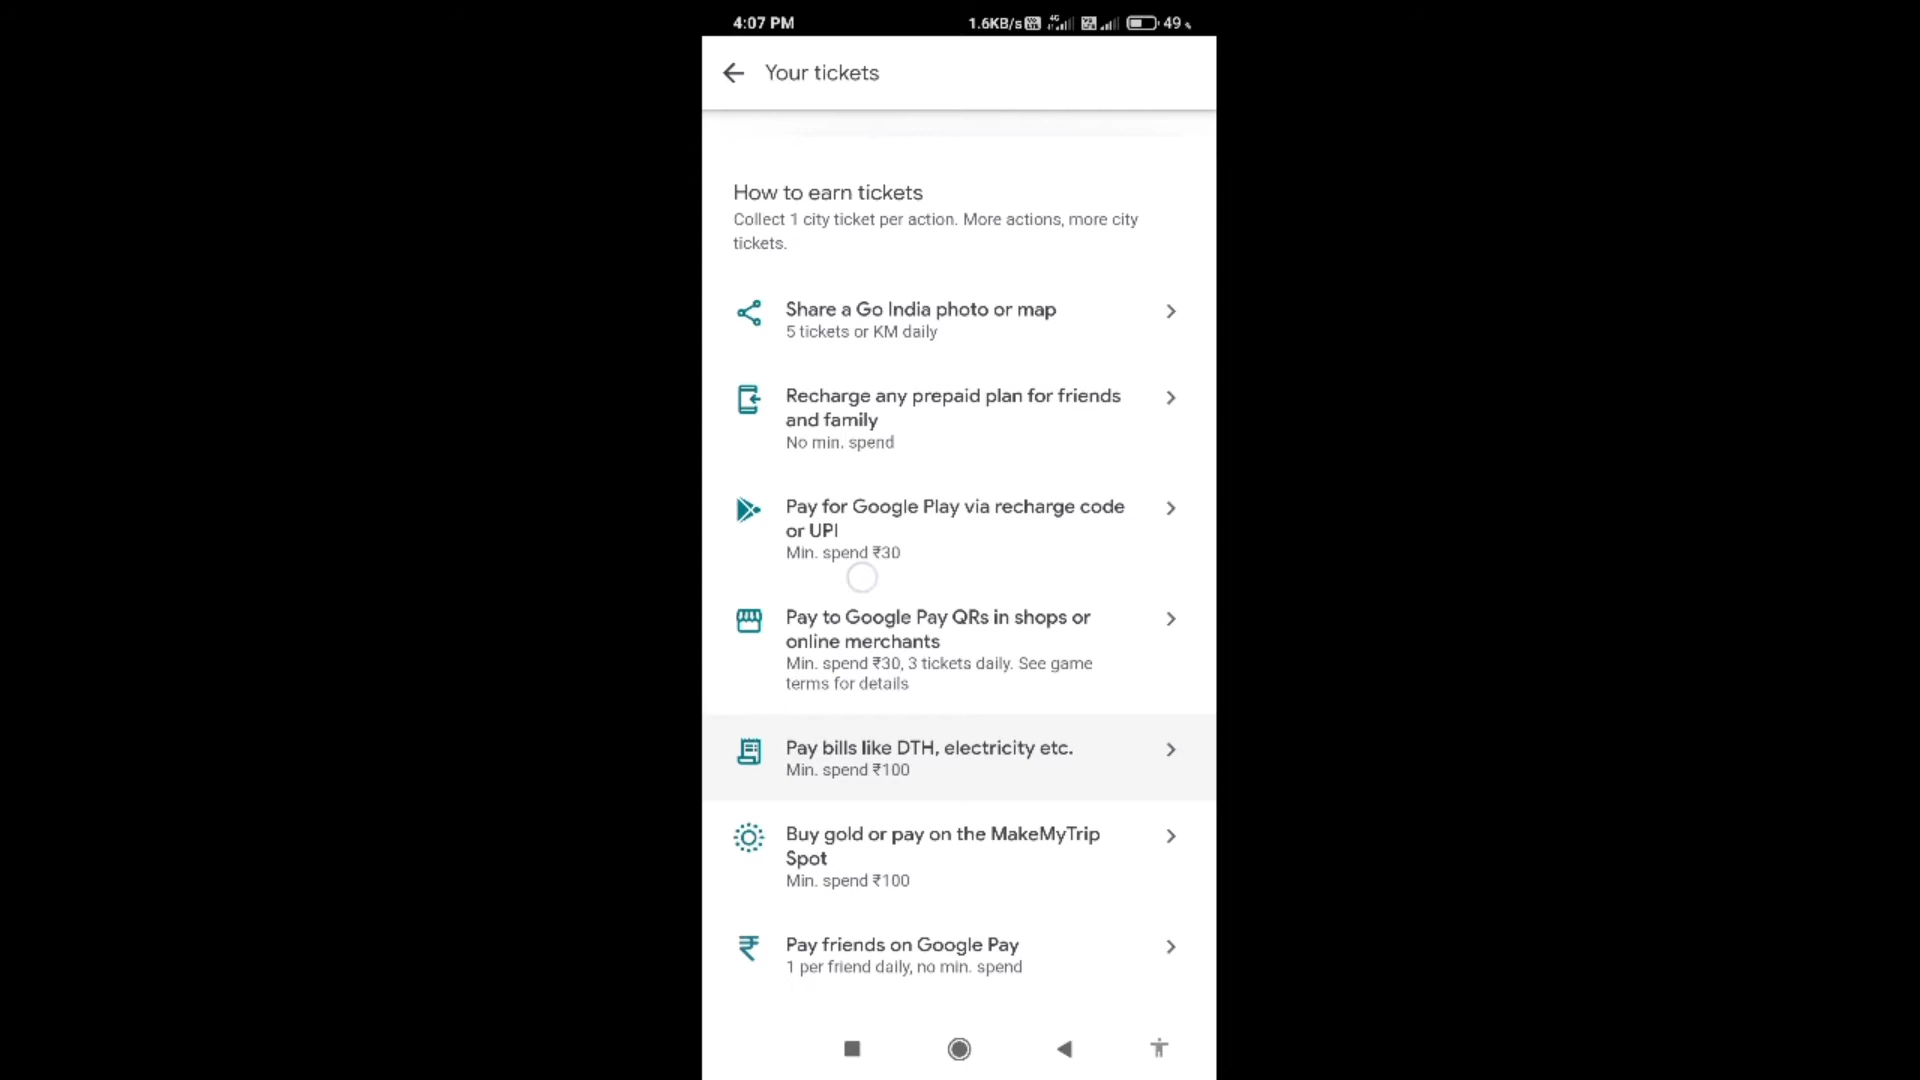 4:07 PM
1.6KB/s 4G 49
Your tickets
How to earn tickets
Collect 1 city ticket per action. More actions, more city
tickets.
Share a Go India photo or map
5 tickets or KM daily
Recharge any prepaid plan for friends
and family
No min. spend
Pay for Google Play via recharge code
or UPI
Min. spend ₹30
Pay to Google Pay QRs in shops or
online merchants
Min. spend ₹30, 3 tickets daily. See game
terms for details
Pay bills like DTH, electricity etc.
Min. spend ₹100
Buy gold or pay on the MakeMyTrip
Spot
Min. spend ₹100
Pay friends on Google Pay
1 per friend daily, no min. spend